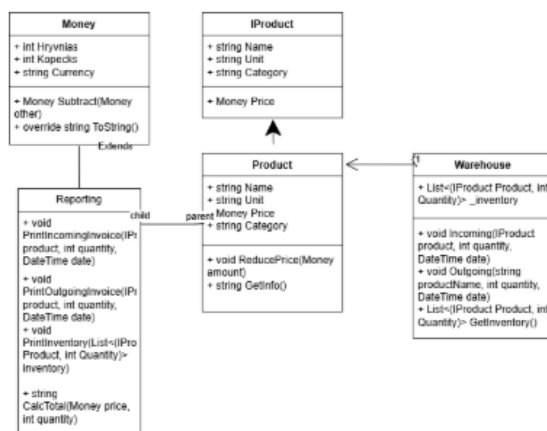 Money
+ int Hryvnias
+ int Kopecks
+ string Currency
+ Money Subtract(Money
other)
+ override string ToString()
Extends
IProduct
+ string Name
+ string Unit
+ string Category
+ Money Price
Reporting
+ void
PrintIncomingInvoice(IPr
product, int quantity,
DateTime date)
+ void
PrintOutgoingInvoice(IPr
product, int quantity,
DateTime date)
+ void
PrintInventory(List<(IPro
Product, int Quantity)>
inventory)
+ string
CalcTotal(Money price,
int quantity)
child
parent
Product
+ string Name
+ string Unit
Money Price
+ string Category
+ void ReducePrice(Money
amount)
+ string GetInfo()
1
Warehouse
+ List<(IProduct Product, int
Quantity)> _inventory
+ void Incoming(IProduct
product, int quantity,
DateTime date)
+ void Outgoing(string
productName, int quantity,
DateTime date)
+ List<(IProduct Product, int
Quantity)> GetInventory()